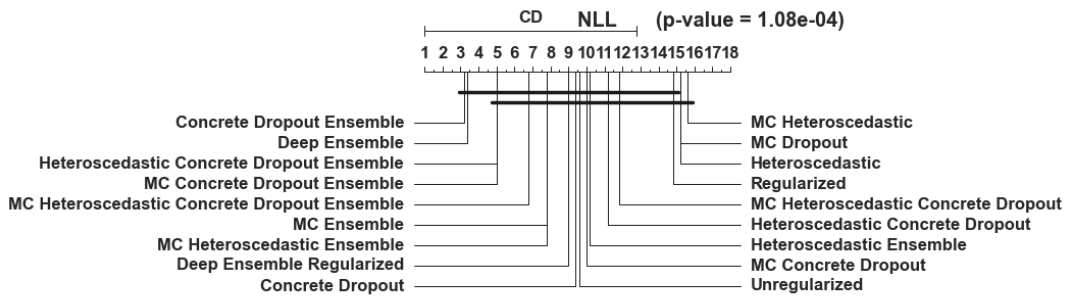 CD NLL (p-value = 1.08e-04)
1 2 3 4 5 6 7 8 9 10 11 12 13 14 15 16 17 18
Concrete Dropout Ensemble
Deep Ensemble
Heteroscedastic Concrete Dropout Ensemble
MC Concrete Dropout Ensemble
MC Heteroscedastic Concrete Dropout Ensemble
MC Ensemble
MC Heteroscedastic Ensemble
Deep Ensemble Regularized
Concrete Dropout
MC Heteroscedastic
MC Dropout
Heteroscedastic
Regularized
MC Heteroscedastic Concrete Dropout
Heteroscedastic Concrete Dropout
Heteroscedastic Ensemble
MC Concrete Dropout
Unregularized